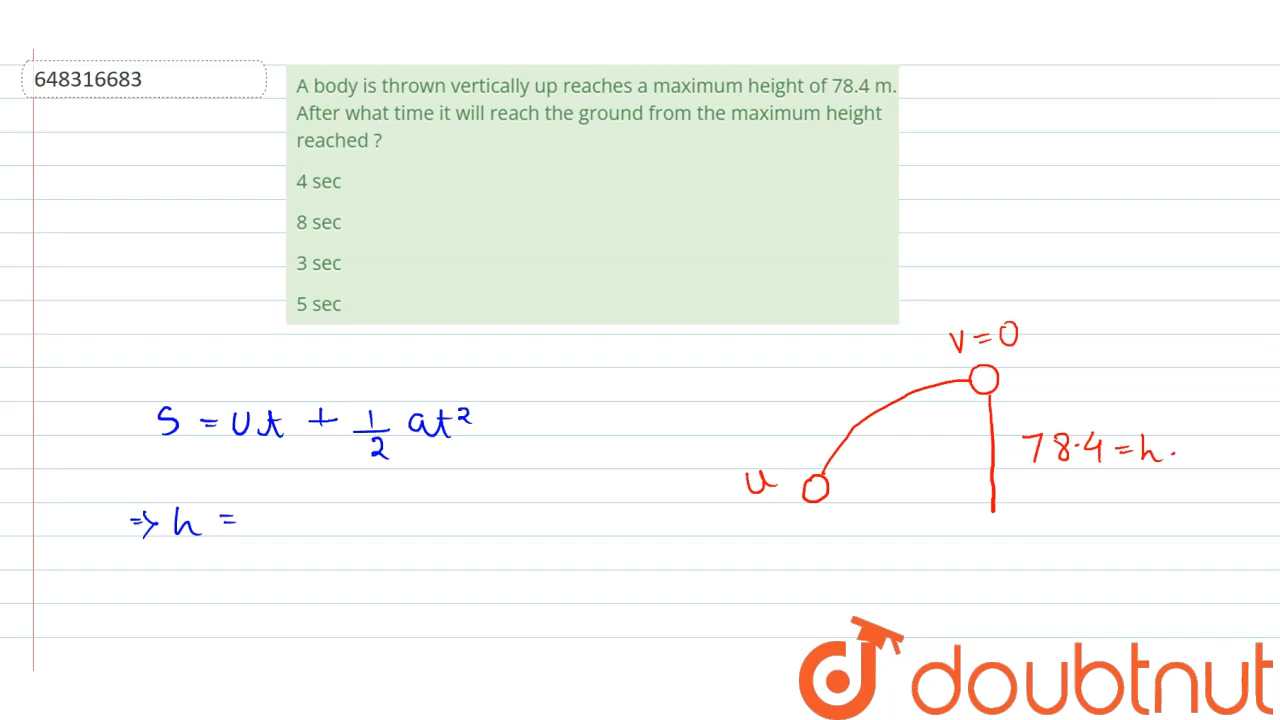 648316683
A body is thrown vertically up reaches a maximum height of 78.4 m.
After what time it will reach the ground from the maximum height
reached ?
4 sec
8 sec
3 sec
5 sec
v = 0
S = ut + 1/2 at²
78.4 = h.
u
⇒ h =
doubtnut